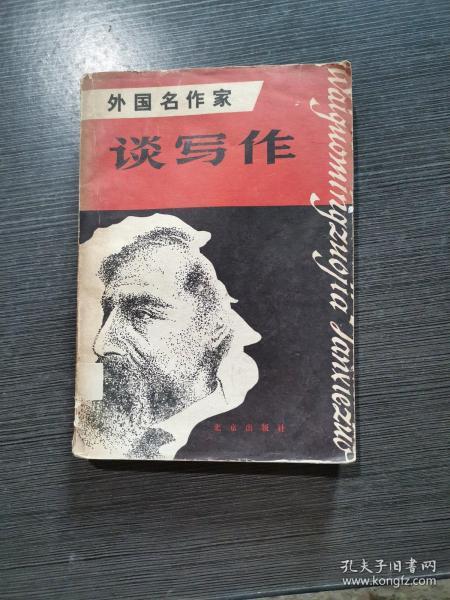 外国名作家
谈写作
Waiguomingzuojia Tanxiezuo
北京出版社
孔夫子旧书网
www.kongfz.com